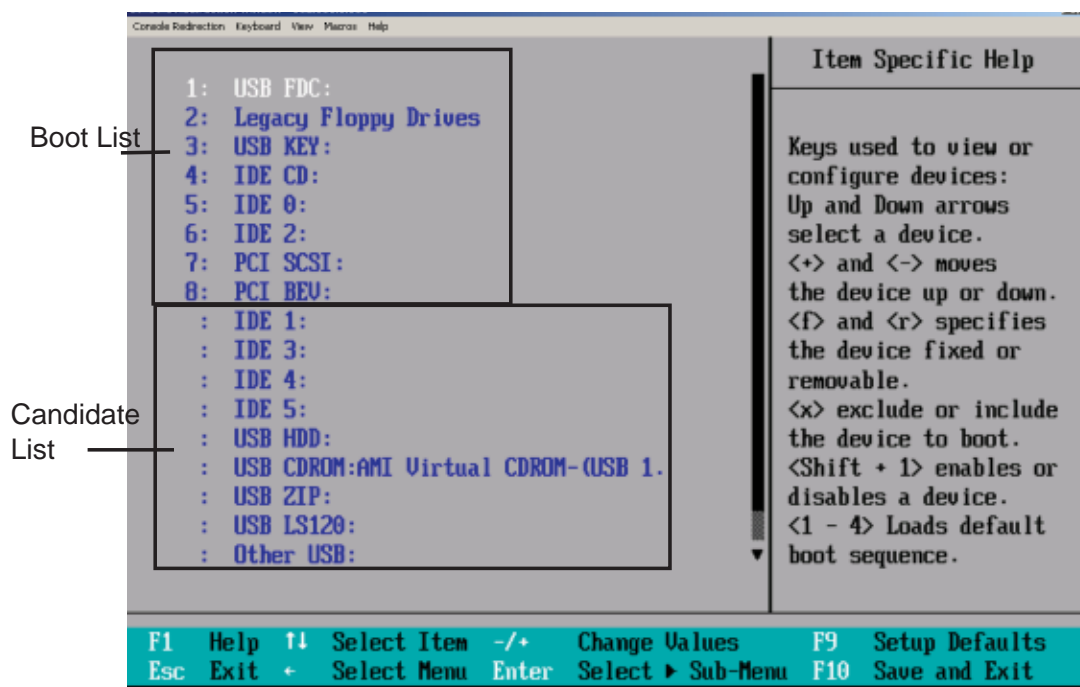 Console Redirection Keyboard View Macros Help
Boot List
1: USB FDC:
2: Legacy Floppy Drives
3: USB KEY:
4: IDE CD:
5: IDE 0:
6: IDE 2:
7: PCI SCSI:
8: PCI BEV:
Candidate
List
: IDE 1:
: IDE 3:
: IDE 4:
: IDE 5:
: USB HDD:
: USB CDROM:AMI Virtual CDROM-(USB 1.
: USB ZIP:
: USB LS120:
: Other USB:
Item Specific Help
Keys used to view or
configure devices:
Up and Down arrows
select a device.
<+> and <-> moves
the device up or down.
<f> and <r> specifies
the device fixed or
removable.
<x> exclude or include
the device to boot.
<Shift + 1> enables or
disables a device.
<1 - 4> Loads default
boot sequence.
F1 Help ↑↓ Select Item -/+ Change Values F9 Setup Defaults
Esc Exit ← Select Menu Enter Select ▶ Sub-Menu F10 Save and Exit